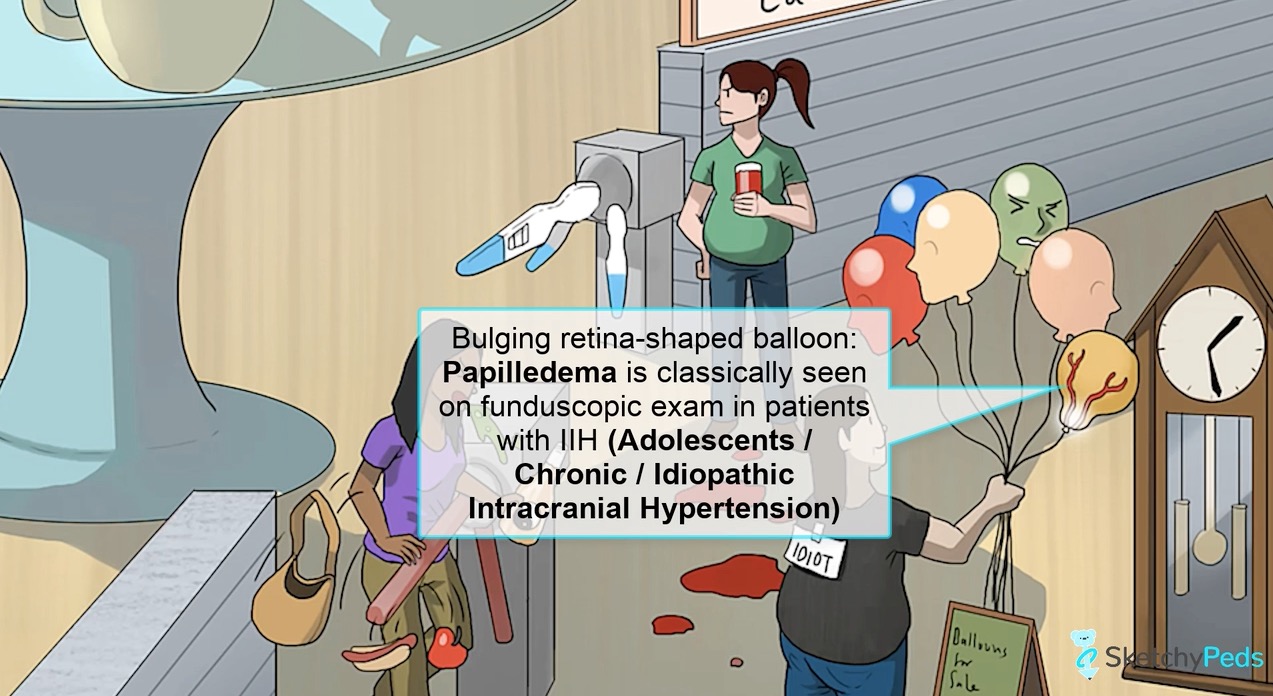 Bulging retina-shaped balloon:
Papilledema is classically seen
on funduscopic exam in patients
with IIH (Adolescents /
Chronic / Idiopathic
Intracranial Hypertension)
IDIOT
Balloons
for
Sale
SketchyPeds